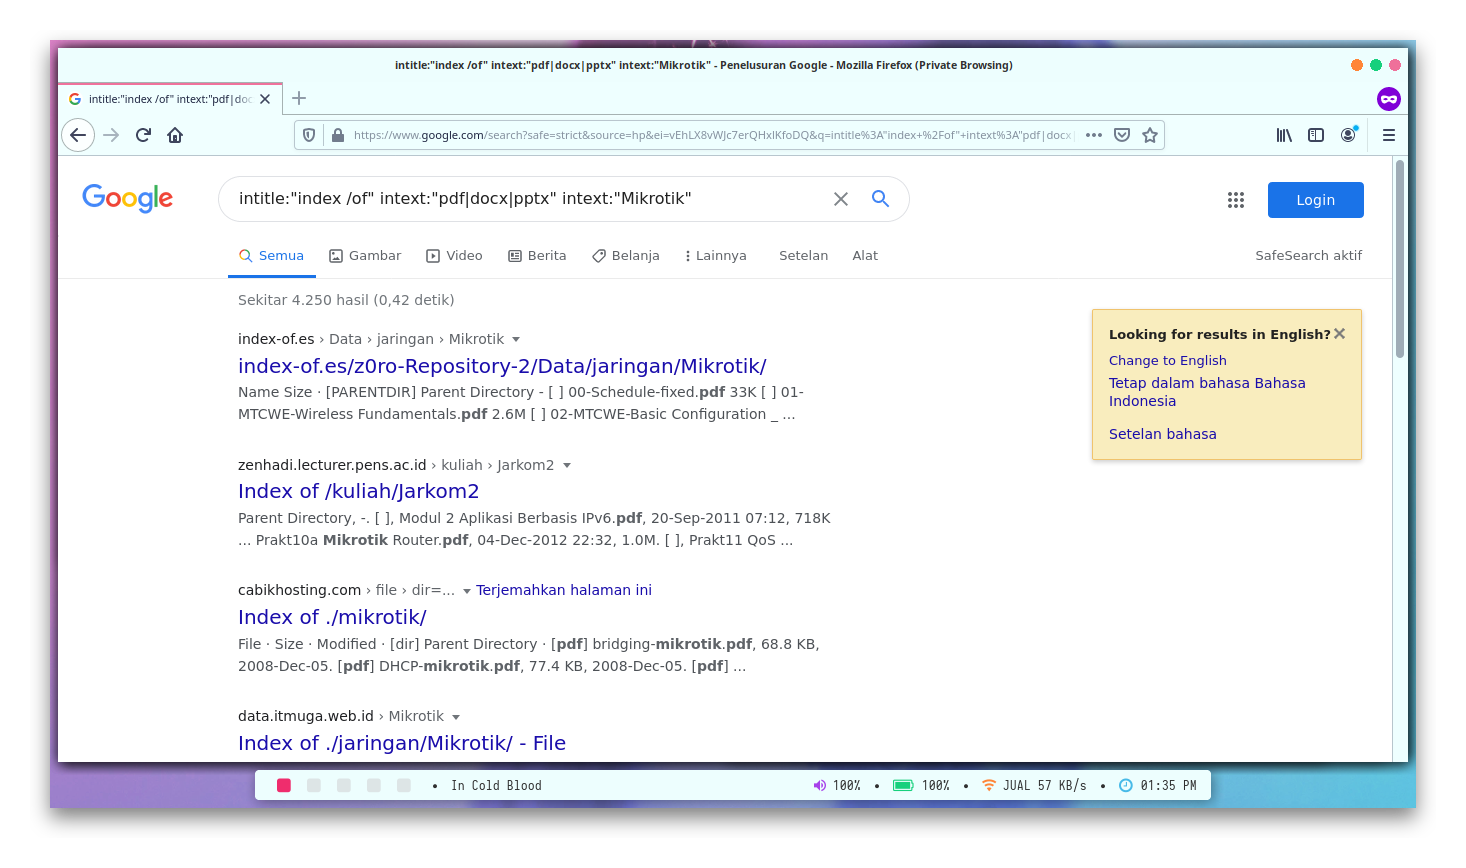 intitle:"index /of" intext:"pdf|docx|pptx" intext:"Mikrotik" - Penelusuran Google - Mozilla Firefox (Private Browsing)
intitle:"index /of" intext:"pdf|doc
https://www.google.com/search?safe=strict&source=hp&ei=vEhLX8vWJc7erQHxIKfoDQ&q=intitle%3A"index+%2Fof"+intext%3A"pdf|docx
Google
intitle:"index /of" intext:"pdf|docx|pptx" intext:"Mikrotik"
Login
Semua Gambar Video Berita Belanja Lainnya Setelan Alat SafeSearch aktif
Sekitar 4.250 hasil (0,42 detik)
index-of.es › Data › jaringan › Mikrotik
index-of.es/z0ro-Repository-2/Data/jaringan/Mikrotik/
Name Size · [PARENTDIR] Parent Directory - [ ] 00-Schedule-fixed.pdf 33K [ ] 01-
MTCWE-Wireless Fundamentals.pdf 2.6M [ ] 02-MTCWE-Basic Configuration _ ...
Looking for results in English?
Change to English
Tetap dalam bahasa Bahasa
Indonesia
Setelan bahasa
zenhadi.lecturer.pens.ac.id › kuliah › Jarkom2
Index of /kuliah/Jarkom2
Parent Directory, -. [ ], Modul 2 Aplikasi Berbasis IPv6.pdf, 20-Sep-2011 07:12, 718K
... Prakt10a Mikrotik Router.pdf, 04-Dec-2012 22:32, 1.0M. [ ], Prakt11 QoS ...
cabikhosting.com › file › dir=... Terjemahkan halaman ini
Index of ./mikrotik/
File · Size · Modified · [dir] Parent Directory · [pdf] bridging-mikrotik.pdf, 68.8 KB,
2008-Dec-05. [pdf] DHCP-mikrotik.pdf, 77.4 KB, 2008-Dec-05. [pdf] ...
data.itmuga.web.id › Mikrotik
Index of ./jaringan/Mikrotik/ - File
• In Cold Blood 100% • 100% • JUAL 57 KB/s • 01:35 PM